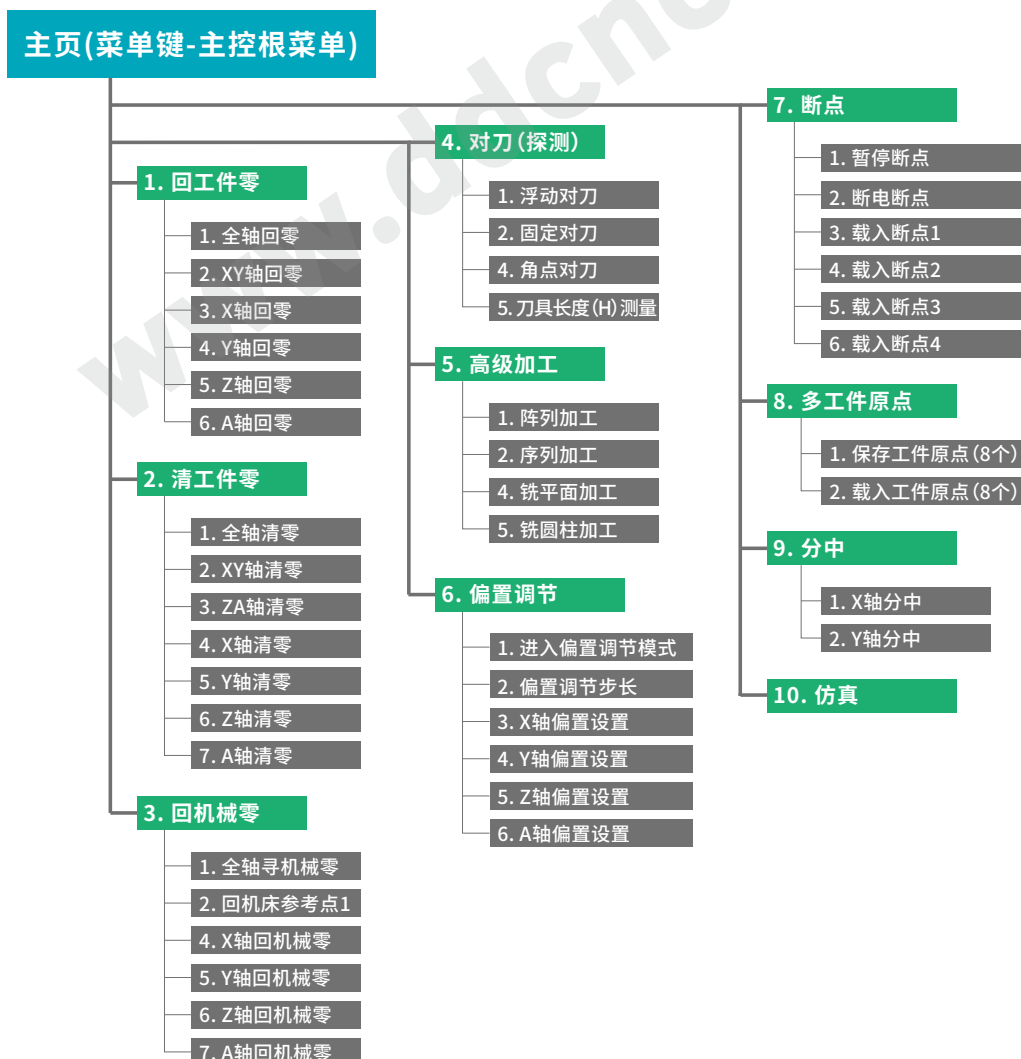 主页(菜单键-主控根菜单)
1. 回工件零
1. 全轴回零
2. XY轴回零
3. X轴回零
4. Y轴回零
5. Z轴回零
6. A轴回零
2. 清工件零
1. 全轴清零
2. XY轴清零
3. ZA轴清零
4. X轴清零
5. Y轴清零
6. Z轴清零
7. A轴清零
3. 回机械零
1. 全轴寻机械零
2. 回机床参考点1
4. X轴回机械零
5. Y轴回机械零
6. Z轴回机械零
7. A轴回机械零
4. 对刀(探测)
1. 浮动对刀
2. 固定对刀
4. 角点对刀
5.刀具长度(H)测量
5. 高级加工
1. 阵列加工
2. 序列加工
4. 铣平面加工
5. 铣圆柱加工
6. 偏置调节
1. 进入偏置调节模式
2. 偏置调节步长
3. X轴偏置设置
4. Y轴偏置设置
5. Z轴偏置设置
6. A轴偏置设置
7. 断点
1. 暂停断点
2. 断电断点
3. 载入断点1
4. 载入断点2
5. 载入断点3
6. 载入断点4
8. 多工件原点
1. 保存工件原点(8个)
2. 载入工件原点(8个)
9. 分中
1. X轴分中
2. Y轴分中
10. 仿真
www.ddcnc